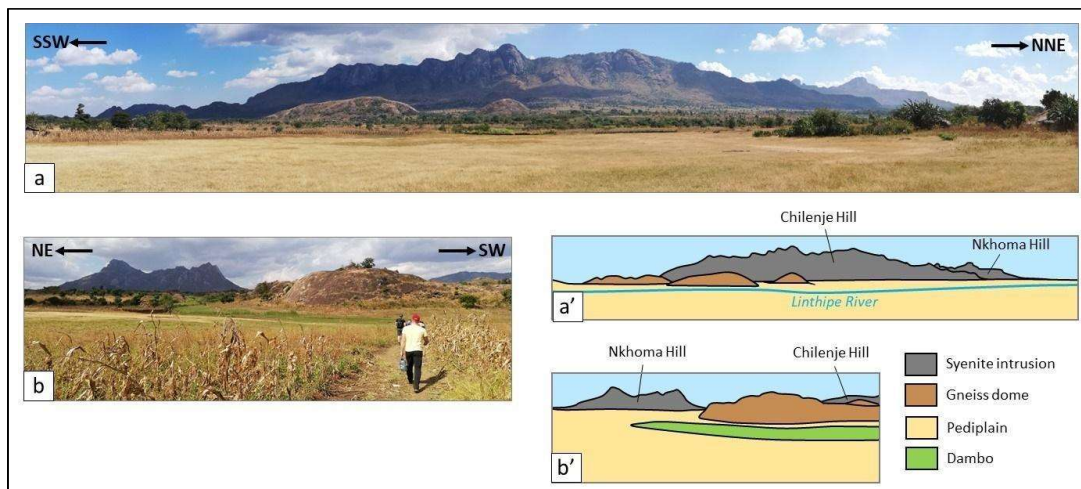 SSW
NNE
a
NE
SW
b
Chilenje Hill
Nkhoma Hill
Linthipe River
a’
Nkhoma Hill
Chilenje Hill
b’
Syenite intrusion
Gneiss dome
Pediplain
Dambo